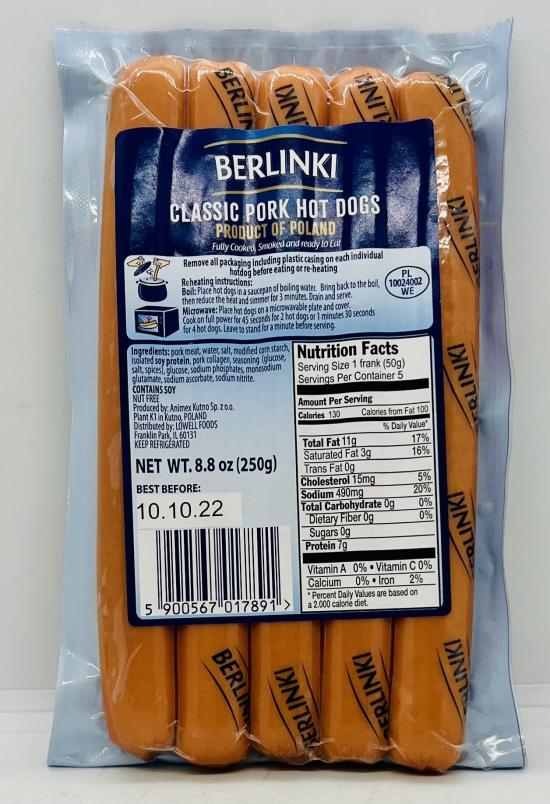 BERLINKI
CLASSIC PORK HOT DOGS
PRODUCT OF POLAND
Fully Cooked, Smoked and ready to Eat
Remove all packaging including plastic casing on each individual
hotdog before eating or re-heating
Reheating instructions:
Boil: Place hot dogs in a saucepan of boiling water. Bring back to the boil,
then reduce the heat and simmer for 3 minutes. Drain and serve.
Microwave: Place hot dogs on a microwavable plate and cover.
Cook on full power for 45 seconds for 2 hot dogs or 1 minutes 30 seconds
for 4 hot dogs. Leave to stand for a minute before serving.
PL
10024002
WE
Ingredients: pork meat, water, salt, modified corn starch,
isolated soy protein, pork collagen, seasoning (glucose,
salt, spices), glucose, sodium phosphates, monosodium
glutamate, sodium ascorbate, sodium nitrite.
CONTAINS SOY
NUT FREE
Produced by: Animex Kutno Sp. z o.o.
Plant K1 in Kutno, POLAND
Distributed by: LOWELL FOODS
Franklin Park, IL 60131
KEEP REFRIGERATED
NET WT. 8.8 oz (250g)
BEST BEFORE:
10.10.22
5 900567 017891 >
Nutrition Facts
Serving Size 1 frank (50g)
Servings Per Container 5
Amount Per Serving
Calories 130 Calories from Fat 100
% Daily Value*
Total Fat 11g 17%
Saturated Fat 3g 16%
Trans Fat 0g
Cholesterol 15mg 5%
Sodium 490mg 20%
Total Carbohydrate 0g 0%
Dietary Fiber 0g 0%
Sugars 0g
Protein 7g
Vitamin A 0% • Vitamin C 0%
Calcium 0% • Iron 2%
* Percent Daily Values are based on
a 2.000 calorie diet.
BERLIN
INKI
LINKI
BERLINKI
ERLINKI
ERLINKI
BERLINKI
BERLIN
ERLINKI
ERLINKI
RLINKI